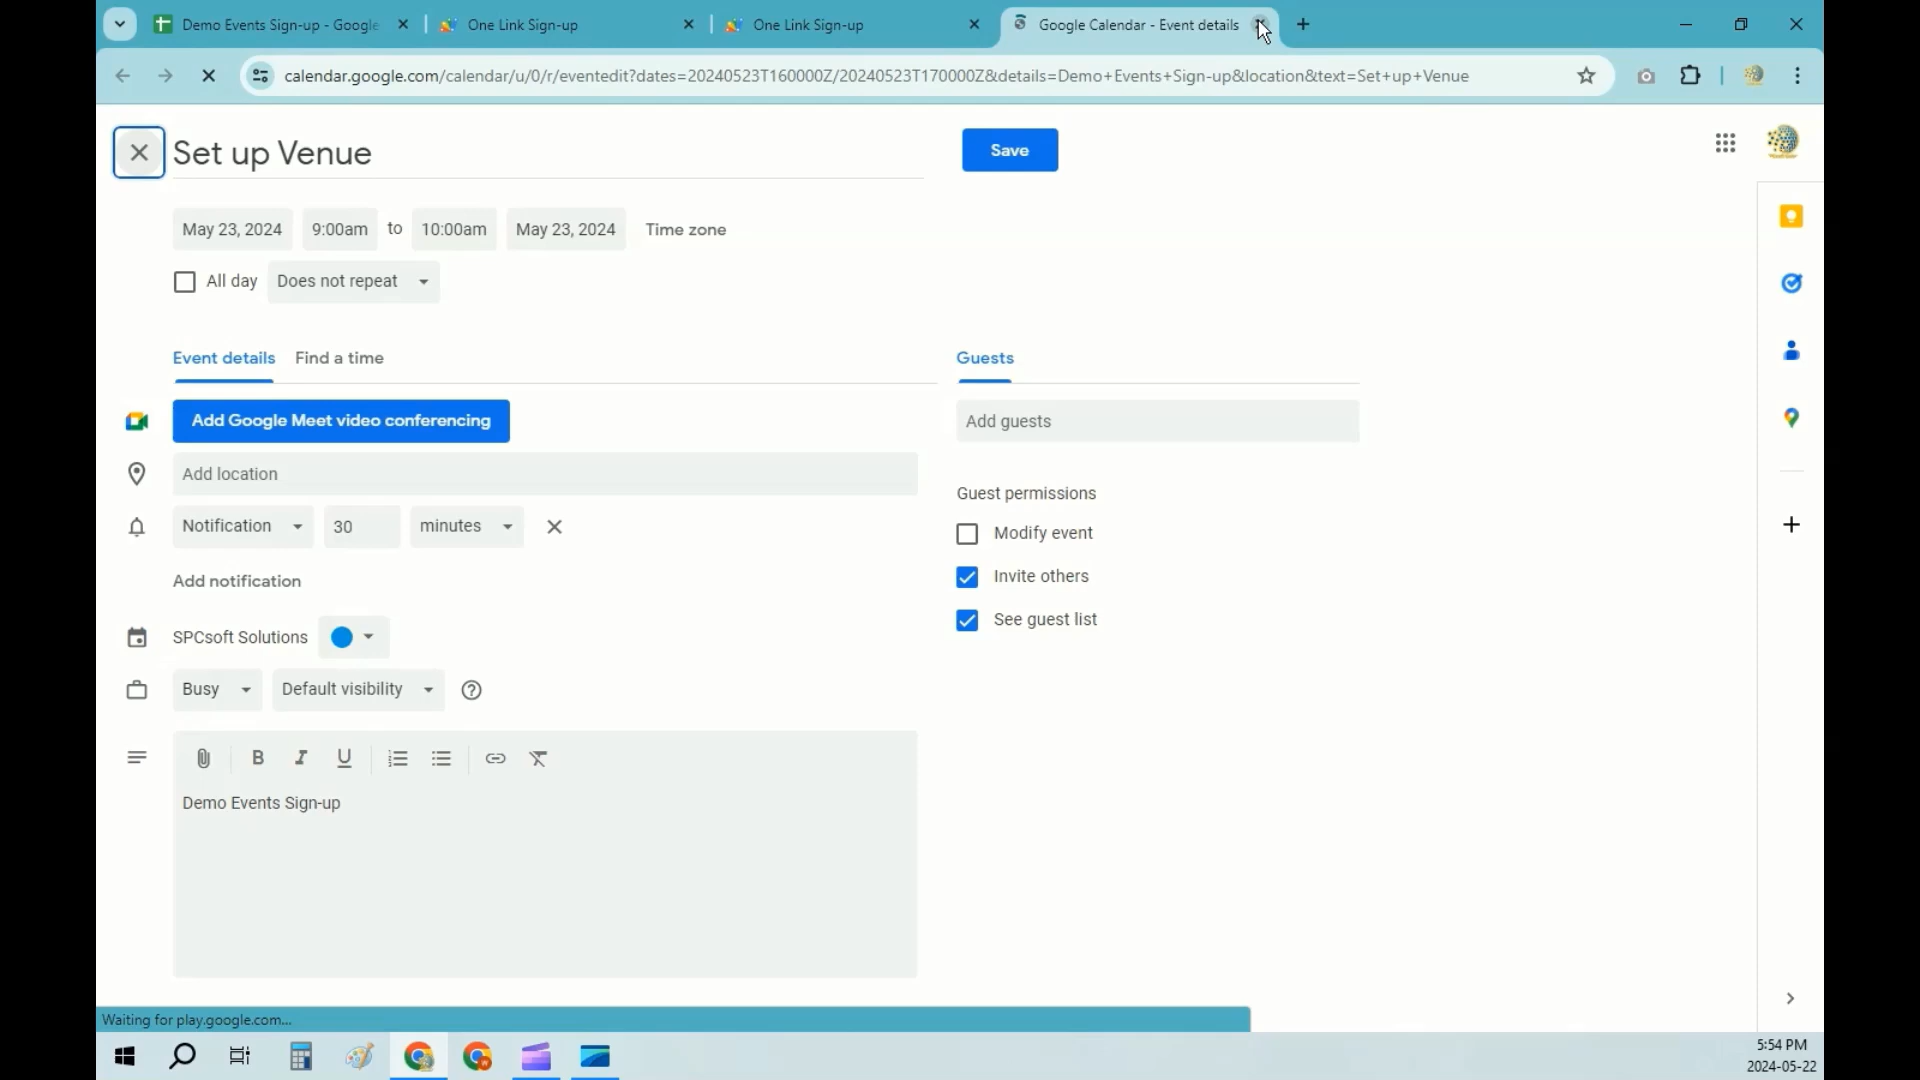 Demo Events Sign-up - Google
One Link Sign-up
One Link Sign-up
Google Calendar - Event details
calendar.google.com/calendar/u/0/r/eventedit?dates=20240523T160000Z/20240523T170000Z&details=Demo+Events+Sign-up&location&text=Set+up+Venue
Set up Venue
Save
May 23, 2024 9:00am to 10:00am May 23, 2024 Time zone
All day Does not repeat
Event details Find a time
Guests
Add Google Meet video conferencing
Add guests
Add location
Guest permissions
Notification 30 minutes
Modify event
Add notification
Invite others
SPCsoft Solutions
See guest list
Busy Default visibility
B I U
Demo Events Sign-up
Waiting for play.google.com...
5:54 PM
2024-05-22